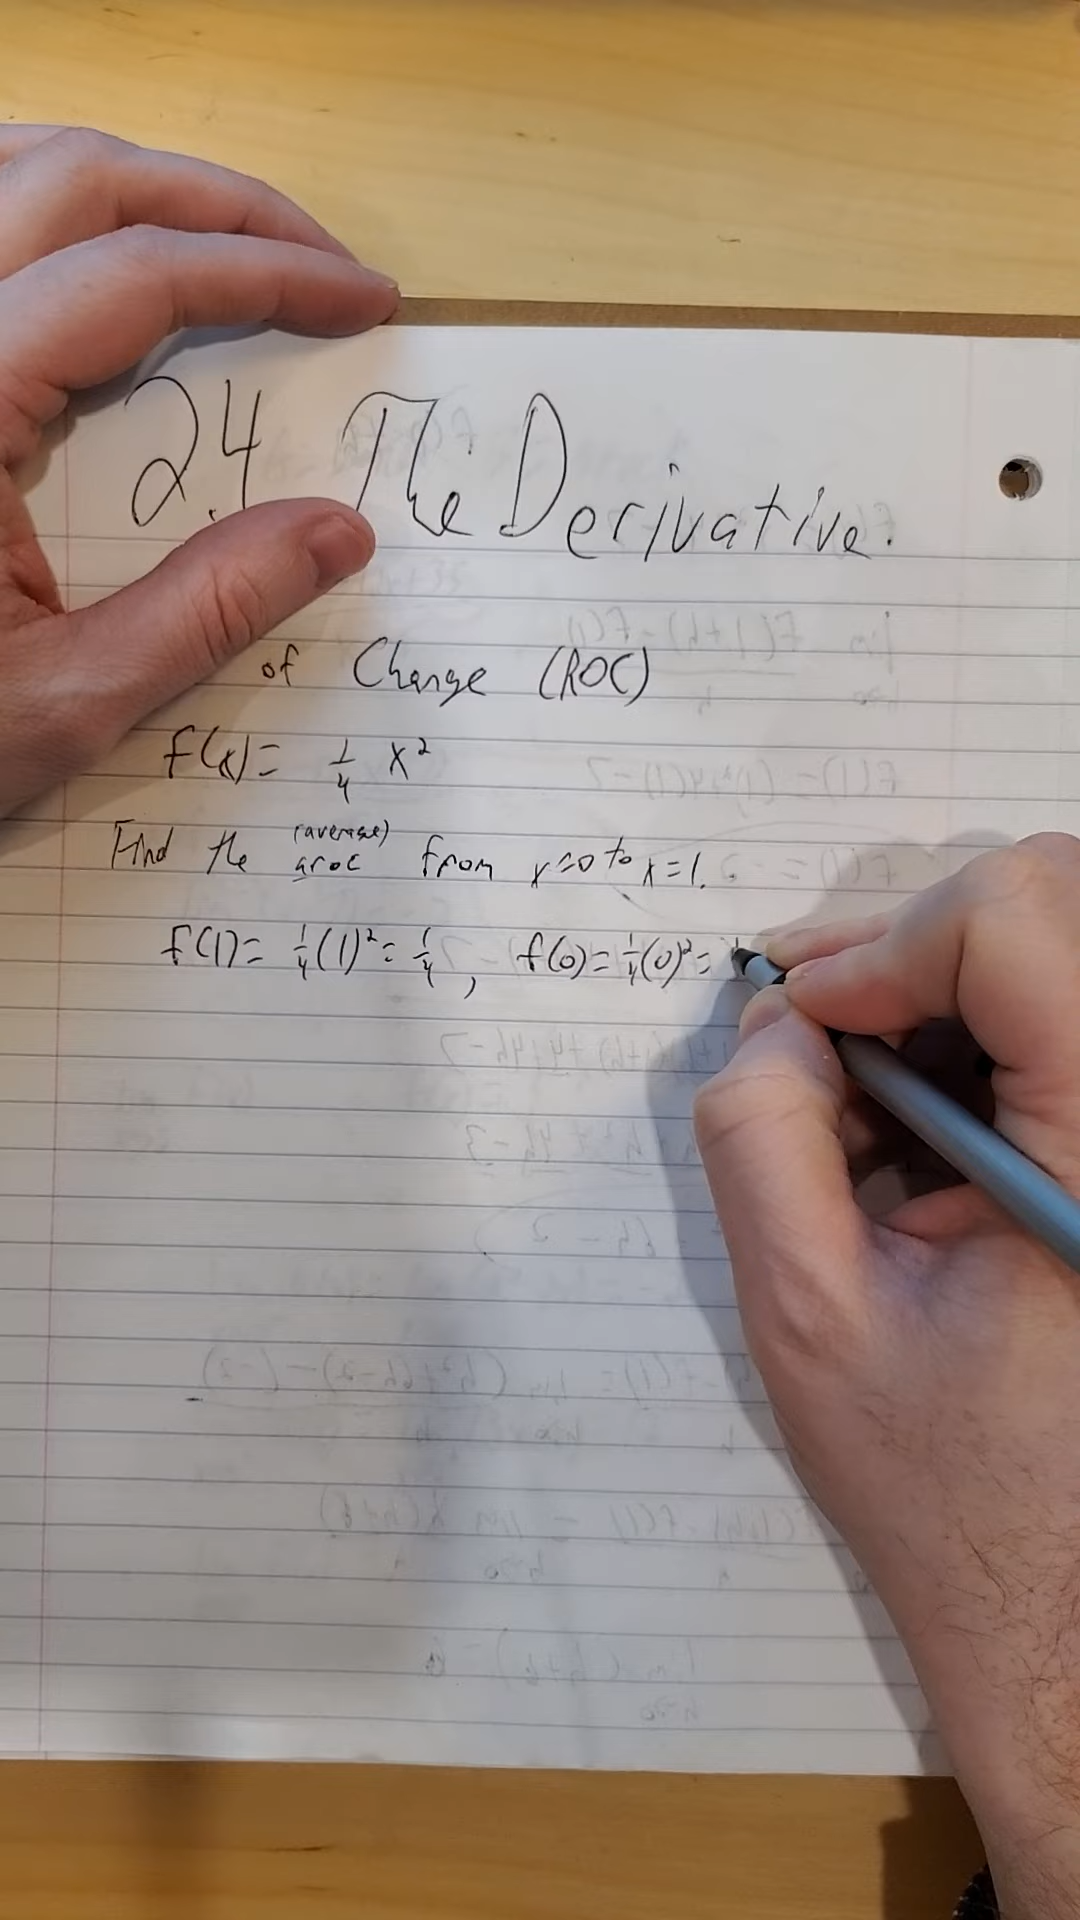 2.4 The Derivative.
of Change (ROC)
f(x) = 1/4 x²
(average)
Find the aroc from x=0 to x=1.
f(1) = 1/4(1)² = 1/4, f(0) = 1/4(0)² =